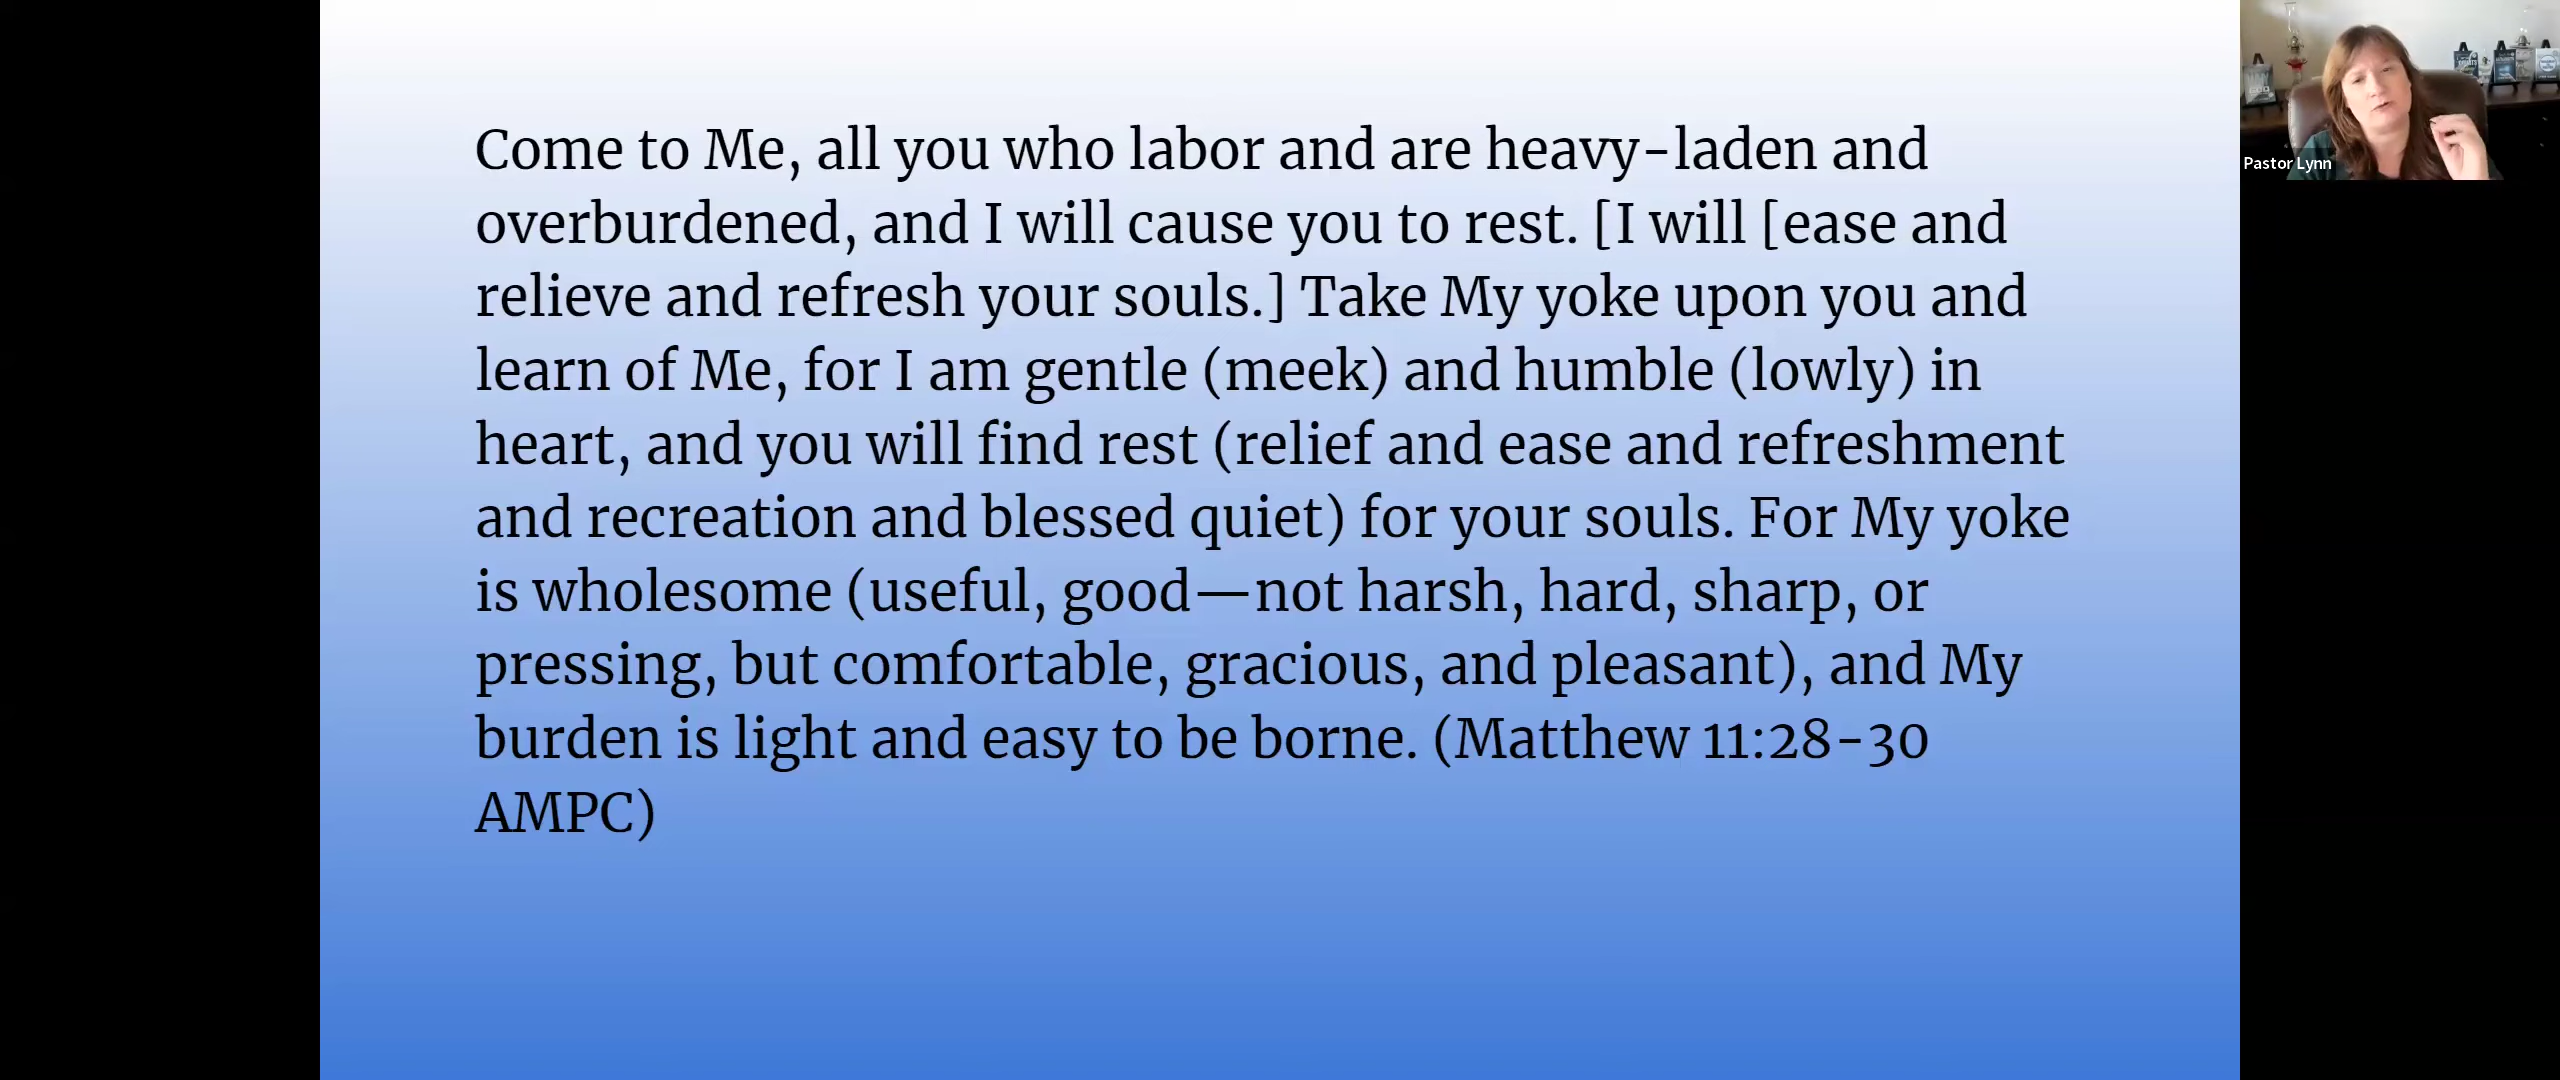 Come to Me, all you who labor and are heavy-laden and
overburdened, and I will cause you to rest. [I will [ease and
relieve and refresh your souls.] Take My yoke upon you and
learn of Me, for I am gentle (meek) and humble (lowly) in
heart, and you will find rest (relief and ease and refreshment
and recreation and blessed quiet) for your souls. For My yoke
is wholesome (useful, good—not harsh, hard, sharp, or
pressing, but comfortable, gracious, and pleasant), and My
burden is light and easy to be borne. (Matthew 11:28-30
AMPC)
Pastor Lynn